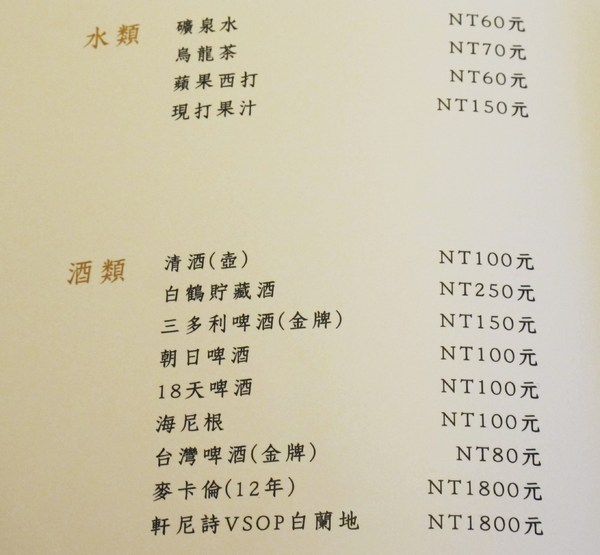 水類 礦泉水 NT60元
烏龍茶 NT70元
蘋果西打 NT60元
現打果汁 NT150元
酒類 清酒(壺) NT100元
白鶴貯藏酒 NT250元
三多利啤酒(金牌) NT150元
朝日啤酒 NT100元
18天啤酒 NT100元
海尼根 NT100元
台灣啤酒(金牌) NT80元
麥卡倫(12年) NT1800元
軒尼詩VSOP白蘭地 NT1800元